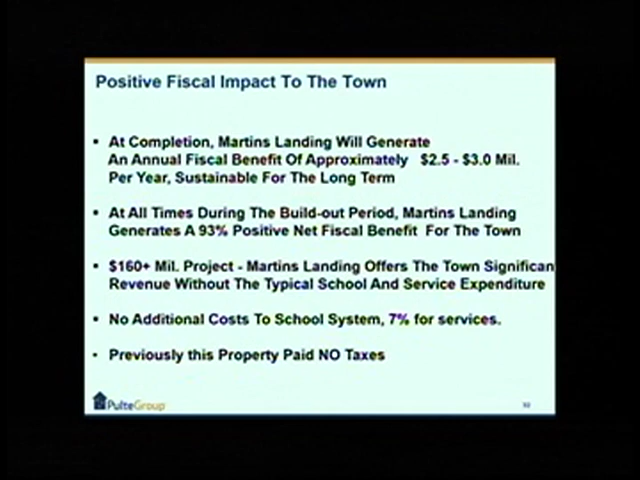 Positive Fiscal Impact To The Town
• At Completion, Martins Landing Will Generate
An Annual Fiscal Benefit Of Approximately $2.5 - $3.0 Mil.
Per Year, Sustainable For The Long Term
• At All Times During The Build-out Period, Martins Landing
Generates A 93% Positive Net Fiscal Benefit For The Town
• $160+ Mil. Project - Martins Landing Offers The Town Significan
Revenue Without The Typical School And Service Expenditure
• No Additional Costs To School System, 7% for services.
• Previously this Property Paid NO Taxes
PulteGroup